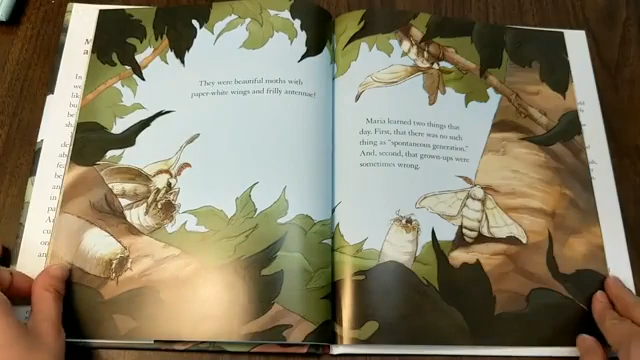 They were beautiful moths with
paper-white wings and frilly antennae!
Maria learned two things that
day. First, that there was no such
thing as "spontaneous generation."
And, second, that grown-ups were
sometimes wrong.